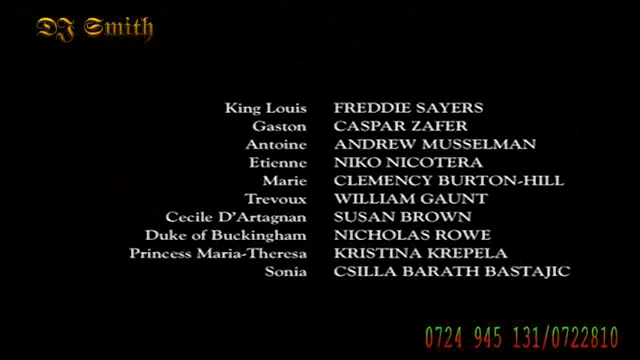 DJ Smith
King Louis FREDDIE SAYERS
Gaston CASPAR ZAFER
Antoine ANDREW MUSSELMAN
Etienne NIKO NICOTERA
Marie CLEMENCY BURTON-HILL
Trevoux WILLIAM GAUNT
Cecile D'Artagnan SUSAN BROWN
Duke of Buckingham NICHOLAS ROWE
Princess Maria-Theresa KRISTINA KREPELA
Sonia CSILLA BARATH BASTAJIC
0724 945 131/0722810